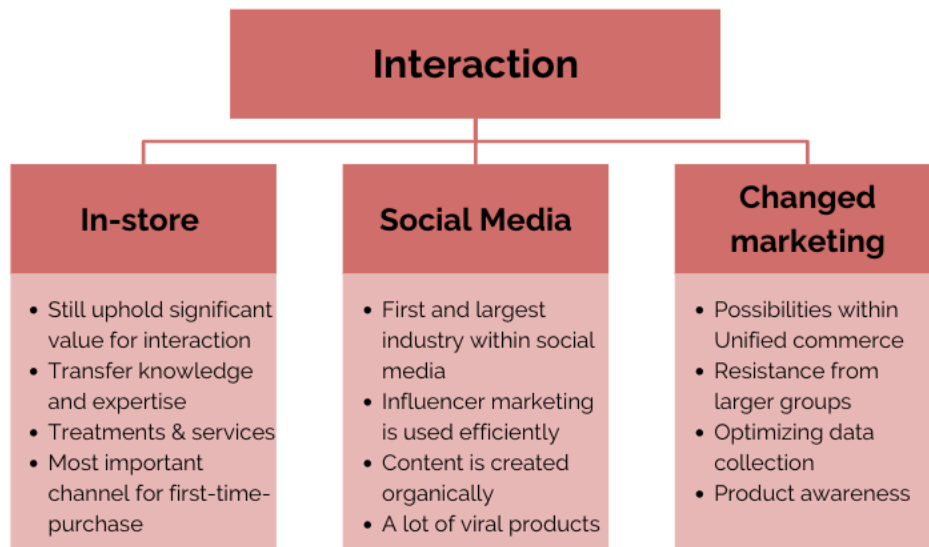 Interaction
In-store
• Still uphold significant
value for interaction
• Transfer knowledge
and expertise
• Treatments & services
• Most important
channel for first-time-
purchase
Social Media
• First and largest
industry within social
media
• Influencer marketing
is used efficiently
• Content is created
organically
• A lot of viral products
Changed
marketing
• Possibilities within
Unified commerce
• Resistance from
larger groups
• Optimizing data
collection
• Product awareness